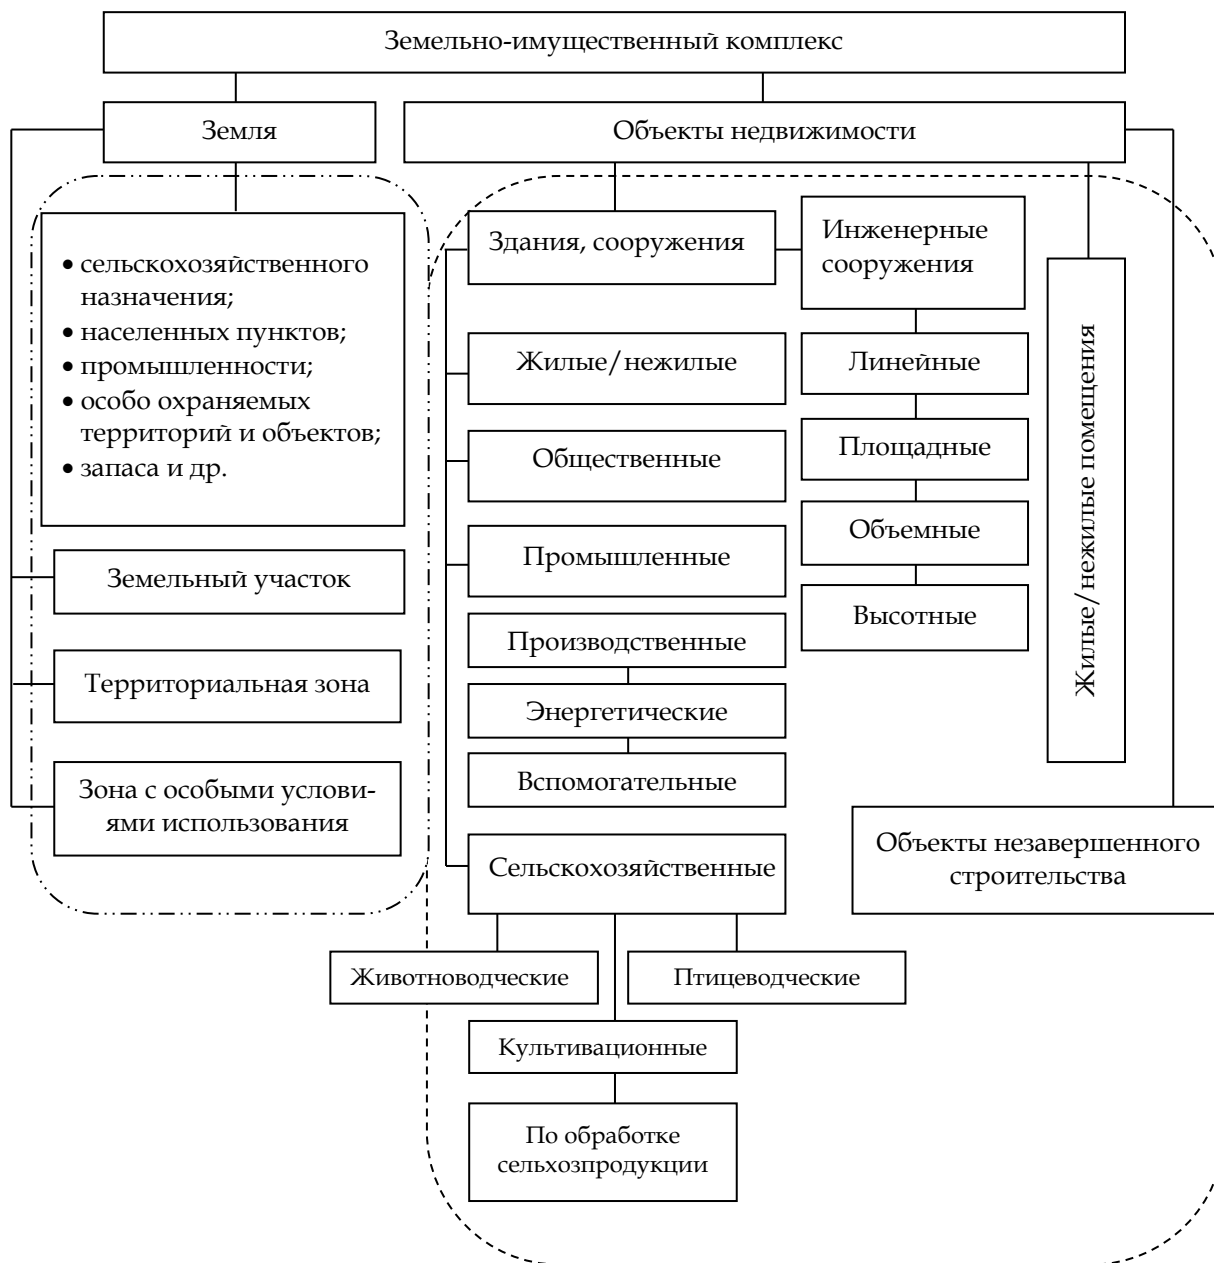 Земельно-имущественный комплекс
Земля
Объекты недвижимости
• сельскохозяйственного
назначения;
• населенных пунктов;
• промышленности;
• особо охраняемых
территорий и объектов;
• запаса и др.
Земельный участок
Территориальная зона
Зона с особыми услови-
ями использования
Здания, сооружения
Жилые/нежилые
Общественные
Промышленные
Производственные
Энергетические
Вспомогательные
Сельскохозяйственные
Животноводческие
Птицеводческие
Культивационные
По обработке
сельхозпродукции
Инженерные
сооружения
Линейные
Площадные
Объемные
Высотные
Жилые/нежилые помещения
Объекты незавершенного
строительства